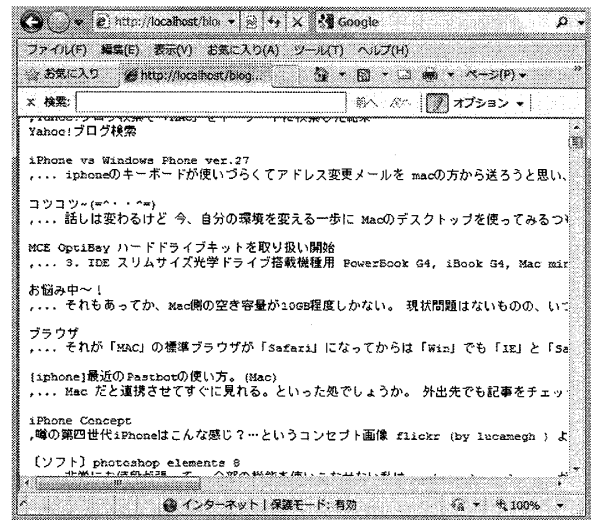 http://localhost/blo
Google
ファイル(F) 編集(E) 表示(V) お気に入り(A) ツール(T) ヘルプ(H)
お気に入り http://localhost/blog... ページ(P)
× 検索: 前へ 次へ オプション
Yahoo!ブログ検索
iPhone vs Windows Phone ver.27
,... iphoneのキーボードが使いづらくてアドレス変更メールを macの方から送ろうと思い、
コツコツ~(=^・・^=)
,... 話しは変わるけど 今、自分の環境を変える一歩に Macのデスクトップを使ってみるつ
MCE OptiBay ハードドライブキットを取り扱い開始
,... 3. IDE スリムサイズ光学ドライブ搭載機種用 PowerBook G4, iBook G4, Mac mir
お悩み中～！
,... それもあってか、Mac側の空き容量が10GB程度しかない。 現状問題はないものの、いつ
ブラウザ
,... それが「MAC」の標準ブラウザが「Safari」になってからは「Win」でも「IE」と「Sa
[iphone]最近のPastbotの使い方。(Mac)
,... Mac だと連携させてすぐに見れる。といった処でしょうか。 外出先でも記事をチェッ
iPhone Concept
,噂の第四世代iPhoneはこんな感じ？…というコンセプト画像 flickr (by lucamegh ) よ
〔ソフト〕photoshop elements 8
インターネット | 保護モード: 有効 100%